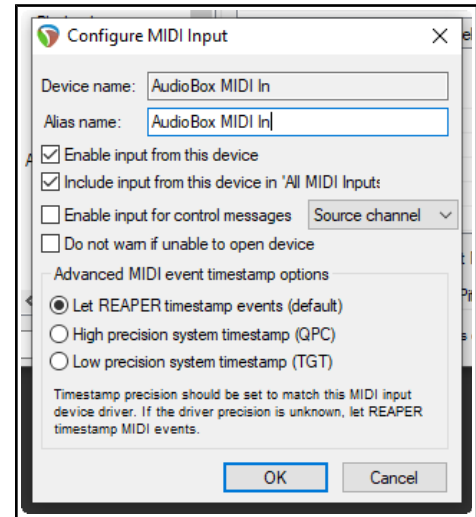 Configure MIDI Input
Device name: AudioBox MIDI In
Alias name: AudioBox MIDI In
Enable input from this device
Include input from this device in 'All MIDI Inputs
Enable input for control messages Source channel
Do not warn if unable to open device
Advanced MIDI event timestamp options
Let REAPER timestamp events (default)
High precision system timestamp (QPC)
Low precision system timestamp (TGT)
Timestamp precision should be set to match this MIDI input
device driver. If the driver precision is unknown, let REAPER
timestamp MIDI events.
OK Cancel